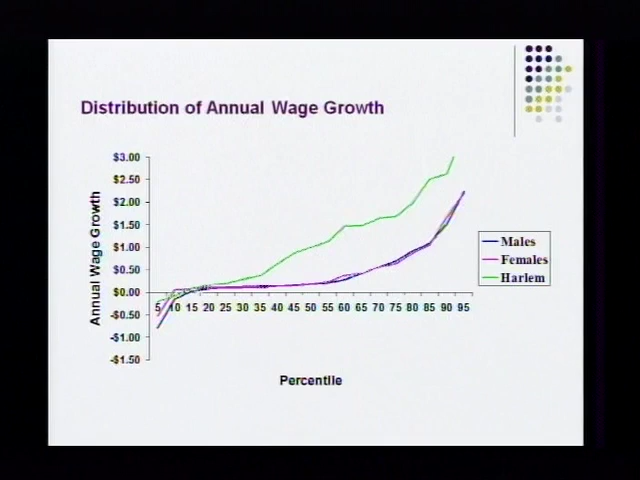 Distribution of Annual Wage Growth
$3.00
$2.50
$2.00
$1.50
$1.00
$0.50
$0.00
-$0.50
-$1.00
-$1.50
Annual Wage Growth
5 10 15 20 25 30 35 40 45 50 55 60 65 70 75 80 85 90 95
Percentile
Males
Females
Harlem